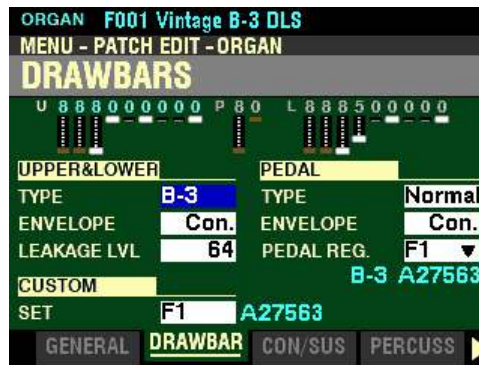 ORGAN F001 Vintage B-3 DLS
MENU - PATCH EDIT - ORGAN
DRAWBARS
U 888000000 P 80 L 888500000
UPPER&LOWER PEDAL
TYPE B-3 TYPE Normal
ENVELOPE Con. ENVELOPE Con.
LEAKAGE LVL 64 PEDAL REG. F1 ▼
B-3 A27563
CUSTOM
SET F1 A27563
GENERAL DRAWBAR CON/SUS PERCUSS